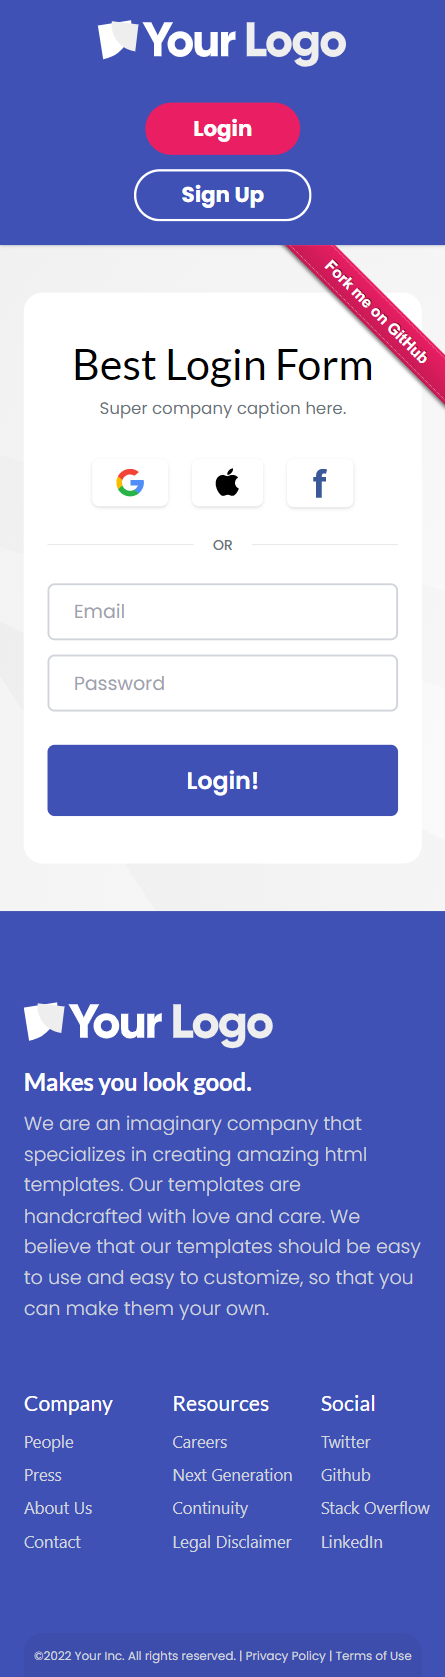 Your Logo
Login
Sign Up
Fork me on GitHub
Best Login Form
Super company caption here.
OR
Email
Password
Login!
Your Logo
Makes you look good.
We are an imaginary company that
specializes in creating amazing html
templates. Our templates are
handcrafted with love and care. We
believe that our templates should be easy
to use and easy to customize, so that you
can make them your own.
Company
People
Press
About Us
Contact
Resources
Careers
Next Generation
Continuity
Legal Disclaimer
Social
Twitter
Github
Stack Overflow
LinkedIn
©2022 Your Inc. All rights reserved. | Privacy Policy | Terms of Use